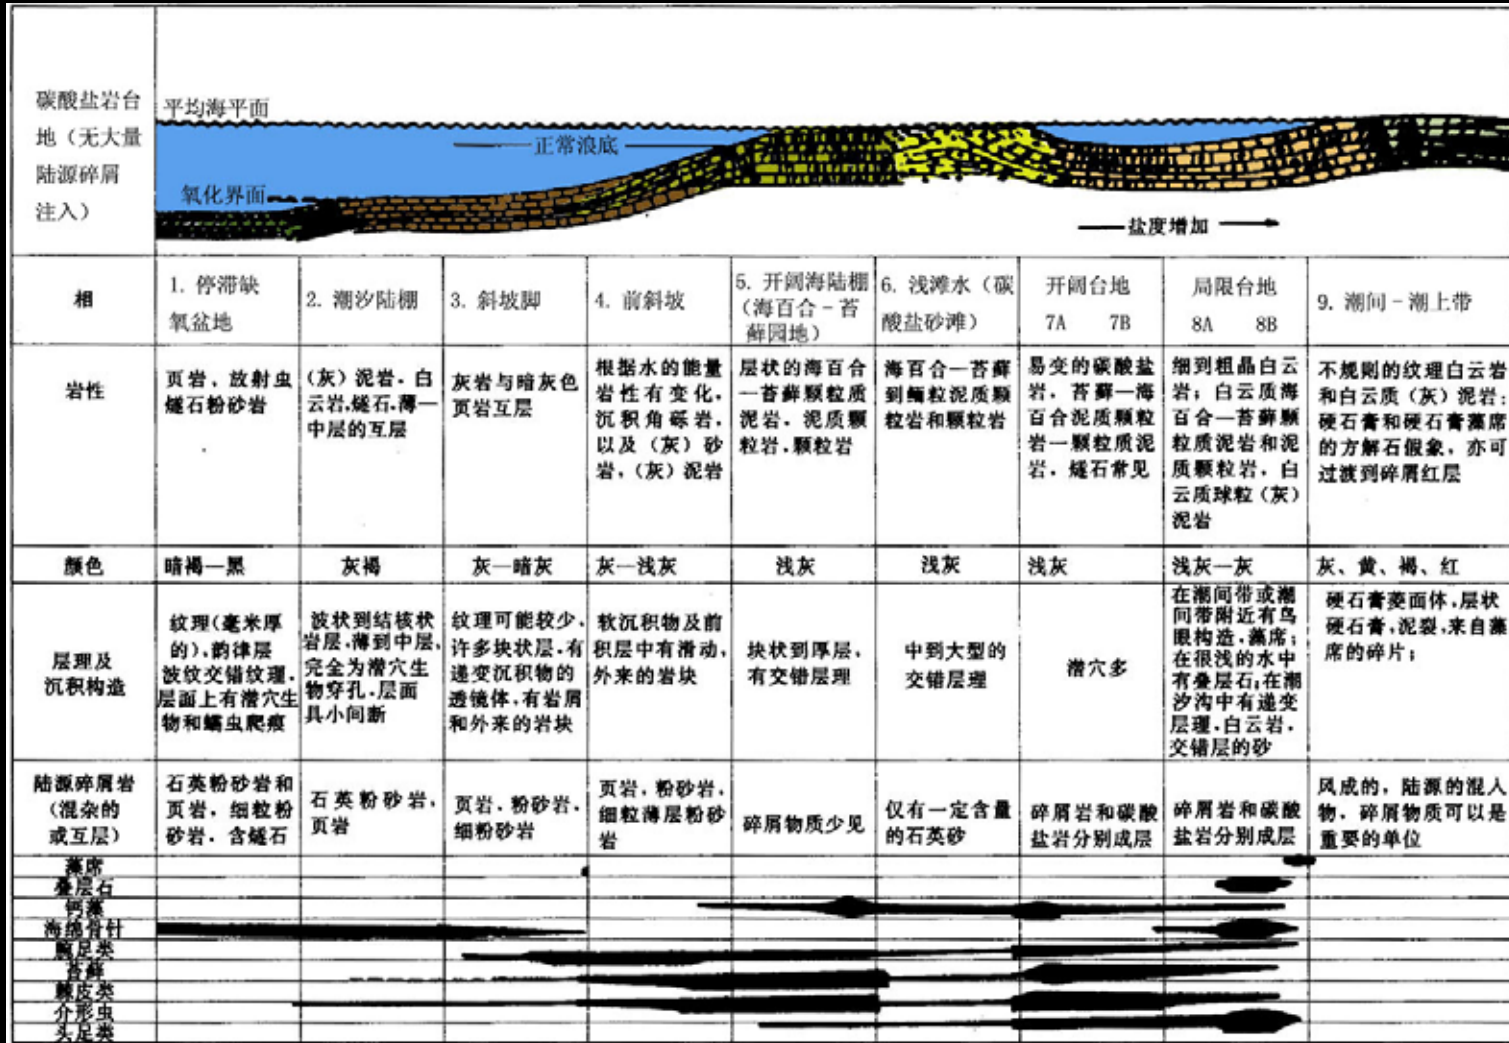 碳酸盐岩台
地（无大量
陆源碎屑
注入）
平均海平面
正常浪底
氧化界面
盐度增加
相
1. 停滞缺
氧盆地
2. 潮汐陆棚
3. 斜坡脚
4. 前斜坡
5. 开阔海陆棚
（海百合－苔
藓园地）
6. 浅滩水（碳
酸盐砂滩）
开阔台地
7A 7B
局限台地
8A 8B
9. 潮间－潮上带
岩性
页岩、放射虫
燧石粉砂岩
（灰）泥岩．白
云岩，燧石．薄一
中层的互层
灰岩与暗灰色
页岩互层
根据水的能量
岩性有变化，
沉积角砾岩，
以及（灰）砂
岩，（灰）泥岩
层状的海百合
一苔藓颗粒质
泥岩．泥质颗
粒岩．颗粒岩
海百合一苔藓
到鲕粒泥质颗
粒岩和颗粒岩
易变的碳酸盐
岩．苔藓一海
百合泥质颗粒
岩一颗粒质泥
岩．燧石常见
细到粗晶白云
岩；白云质海
百合一苔藓颗
粒质泥岩和泥
质颗粒岩．白
云质球粒（灰）
泥岩
不规则的纹理白云岩
和白云质（灰）泥岩；
硬石膏和硬石膏藻席
的方解石假象，亦可
过渡到碎屑红层
颜色
暗褐—黑
灰褐
灰—暗灰
灰—浅灰
浅灰
浅灰
浅灰
浅灰—灰
灰、黄、褐、红
层理及
沉积构造
纹理（毫米厚
的），韵律层
波纹交错纹理．
层面上有潜穴生
物和蠕虫爬痕
波状到结核状
岩层．薄到中层，
完全为潜穴生
物穿孔．层面
具小间断
纹理可能较少．
许多块状层．有
递变沉积物的
透镜体．有岩屑
和外来的岩块
软沉积物及前
积层中有滑动，
外来的岩块
块状到厚层，
有交错层理
中到大型的
交错层理
潜穴多
在潮间带或潮
间带附近有鸟
眼构造．藻席；
在很浅的水中
有叠层石；在潮
汐沟中有递变
层理．白云岩．
交错层的砂
硬石膏菱面体，层状
硬石膏，泥裂，来自藻
席的碎片；
陆源碎屑岩
（混杂的
或互层）
石英粉砂岩和
页岩，细粒粉
砂岩．含燧石
石英粉砂岩，
页岩
页岩．粉砂岩．
细粉砂岩
页岩．粉砂岩．
细粒薄层粉砂
岩
碎屑物质少见
仅有一定含量
的石英砂
碎屑岩和碳酸
盐岩分别成层
碎屑岩和碳酸
盐岩分别成层
风成的，陆源的混入
物．碎屑物质可以是
重要的单位
藻席
叠层石
钙藻
海绵骨针
腕足类
苔藓
棘皮类
介形虫
头足类